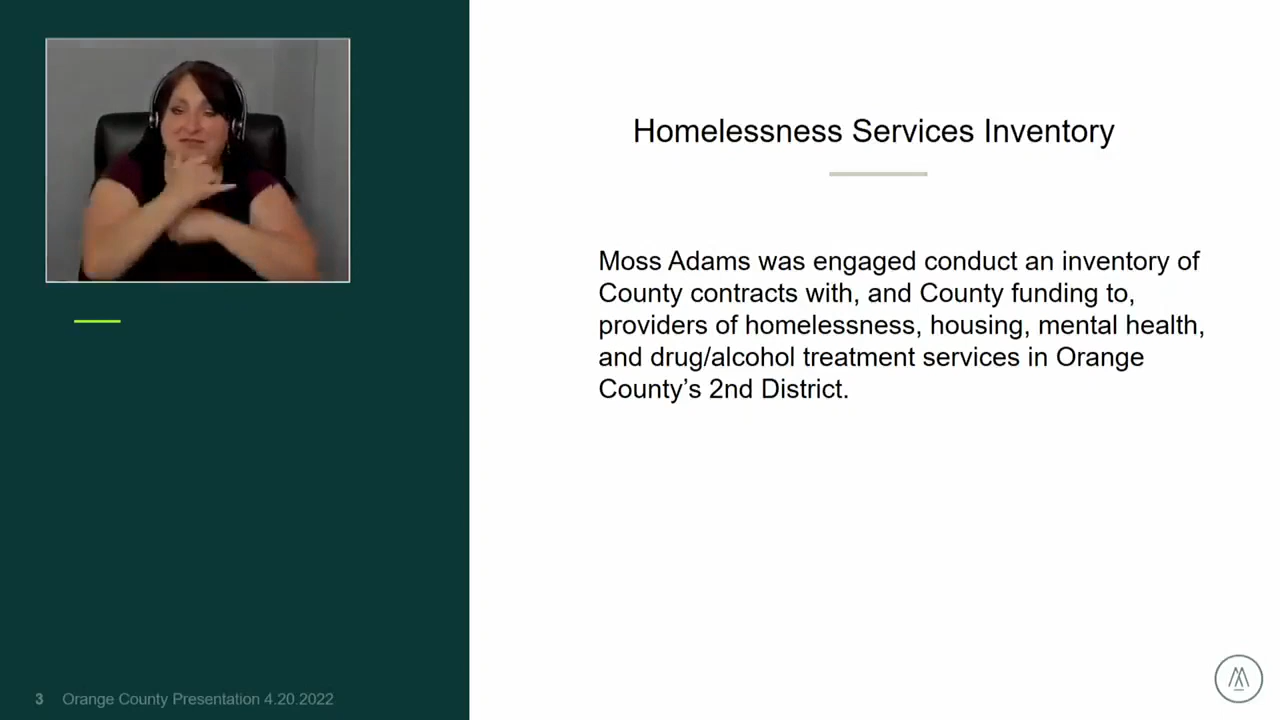 Homelessness Services Inventory
Moss Adams was engaged conduct an inventory of
County contracts with, and County funding to,
providers of homelessness, housing, mental health,
and drug/alcohol treatment services in Orange
County’s 2nd District.
3 Orange County Presentation 4.20.2022